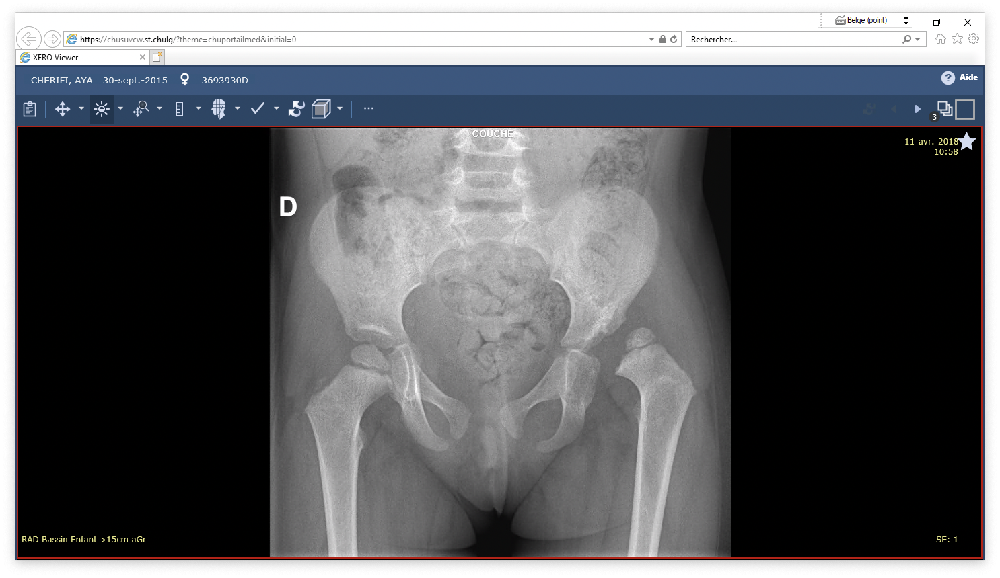 Belge (point)
https://chusuvcw.st.chulg/?theme=chuportailmed&initial=0
Rechercher...
XERO Viewer
CHERIFI, AYA 30-sept.-2015 ♀ 3693930D
? Aide
3
COUCHE
11-avr.-2018
10:58
D
RAD Bassin Enfant >15cm aGr
SE: 1